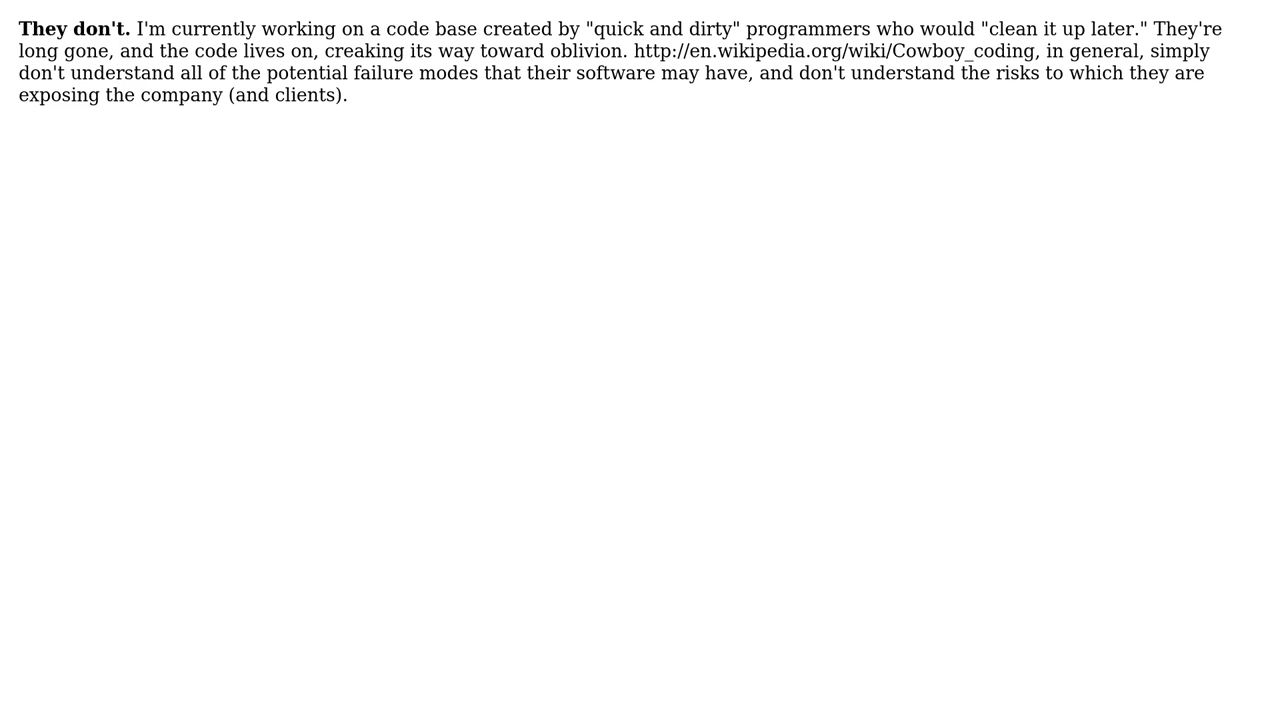 They don't. I'm currently working on a code base created by "quick and dirty" programmers who would "clean it up later." They're
long gone, and the code lives on, creaking its way toward oblivion. http://en.wikipedia.org/wiki/Cowboy_coding, in general, simply
don't understand all of the potential failure modes that their software may have, and don't understand the risks to which they are
exposing the company (and clients).